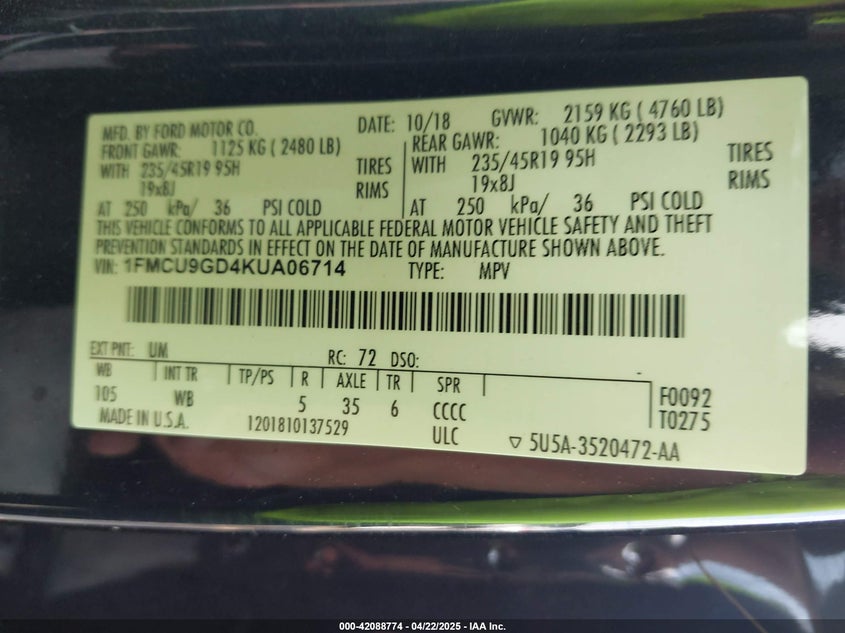 MFD. BY FORD MOTOR CO. DATE: 10/18 GVWR: 2159 KG ( 4760 LB)
FRONT GAWR: 1125 KG ( 2480 LB) REAR GAWR: 1040 KG ( 2293 LB)
WITH 235/45R19 95H TIRES WITH 235/45R19 95H TIRES
19x8J RIMS 19x8J RIMS
AT 250 kPa/ 36 PSI COLD AT 250 kPa/ 36 PSI COLD
THIS VEHICLE CONFORMS TO ALL APPLICABLE FEDERAL MOTOR VEHICLE SAFETY AND THEFT
PREVENTION STANDARDS IN EFFECT ON THE DATE OF MANUFACTURE SHOWN ABOVE.
VIN: 1FMCU9GD4KUA06714 TYPE: MPV
EXT PNT: UM RC: 72 DSO:
WB INT TR TP/PS R AXLE TR SPR F0092
105 WB 5 35 6 CCCC T0275
MADE IN U.S.A. 1201810137529 ULC ▽ 5U5A-3520472-AA
000-42088774 - 04/22/2025 - IAA Inc.